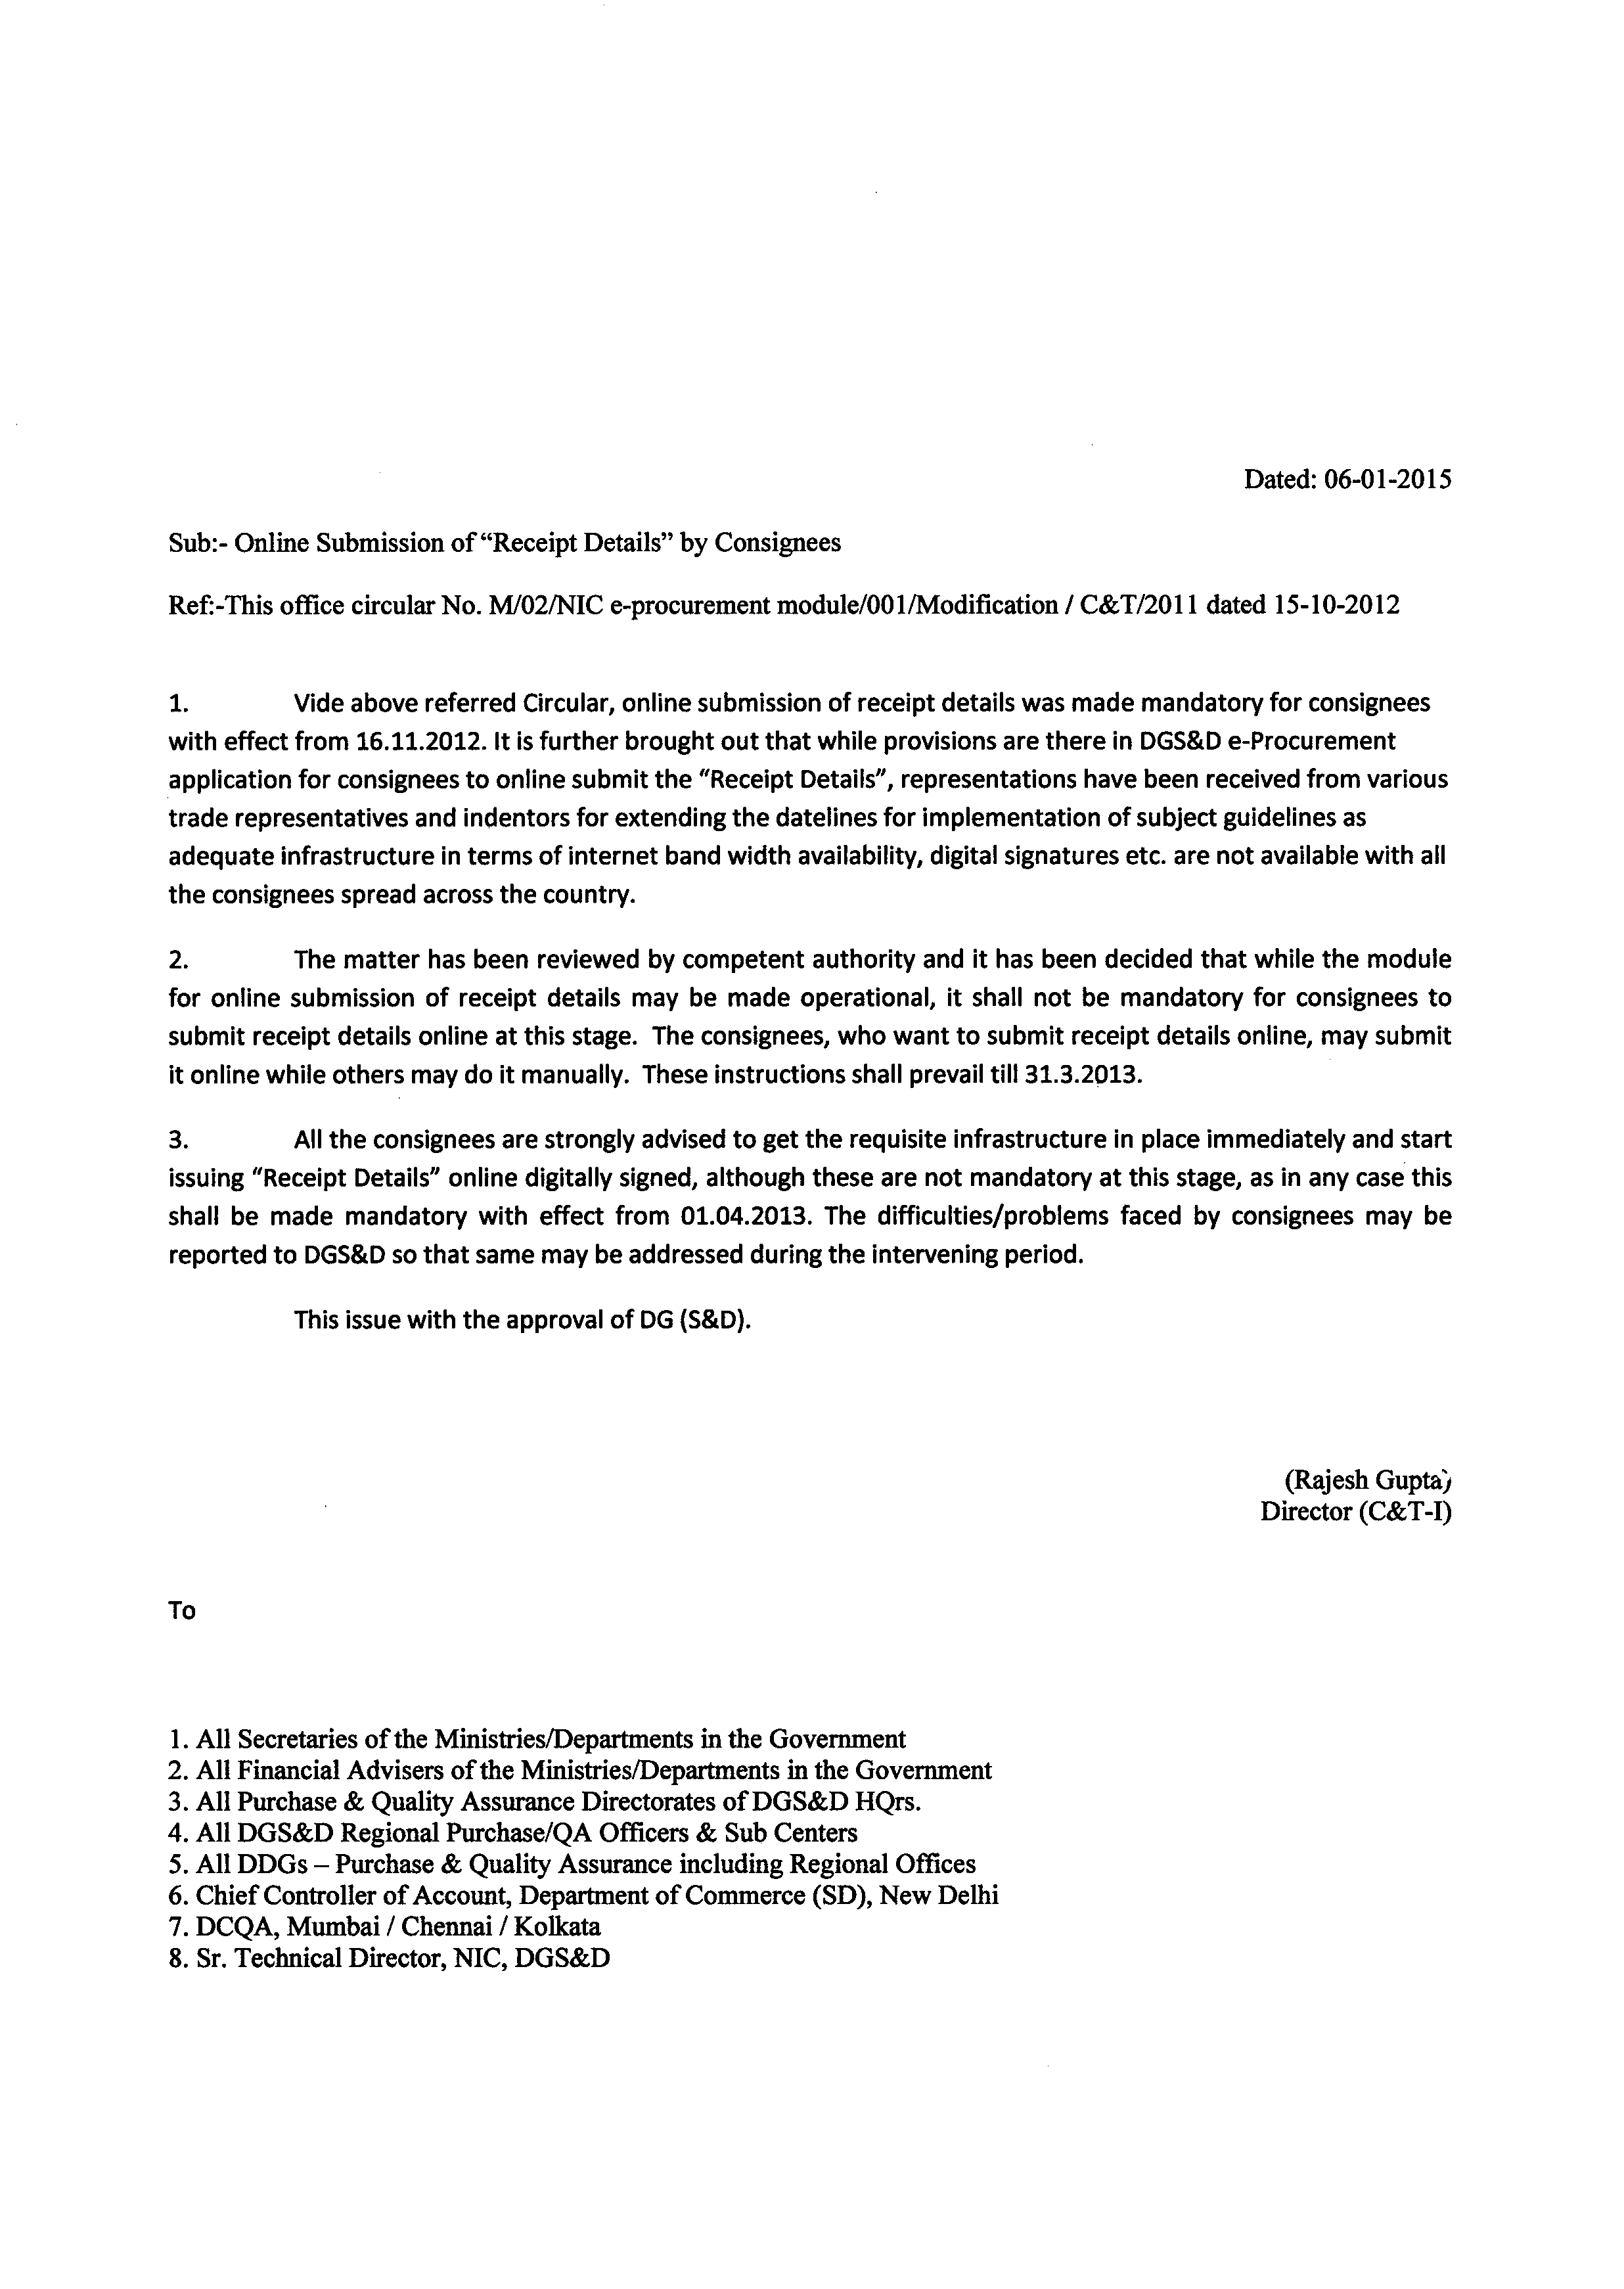 Dated: 06-01-2015
Sub:- Online Submission of “Receipt Details” by Consignees
Ref:-This office circular No. M/02/NIC e-procurement module/001/Modification / C&T/2011 dated 15-10-2012
1. Vide above referred Circular, online submission of receipt details was made mandatory for consignees
with effect from 16.11.2012. It is further brought out that while provisions are there in DGS&D e-Procurement
application for consignees to online submit the “Receipt Details”, representations have been received from various
trade representatives and indentors for extending the datelines for implementation of subject guidelines as
adequate infrastructure in terms of internet band width availability, digital signatures etc. are not available with all
the consignees spread across the country.
2. The matter has been reviewed by competent authority and it has been decided that while the module
for online submission of receipt details may be made operational, it shall not be mandatory for consignees to
submit receipt details online at this stage. The consignees, who want to submit receipt details online, may submit
it online while others may do it manually. These instructions shall prevail till 31.3.2013.
3. All the consignees are strongly advised to get the requisite infrastructure in place immediately and start
issuing “Receipt Details” online digitally signed, although these are not mandatory at this stage, as in any case this
shall be made mandatory with effect from 01.04.2013. The difficulties/problems faced by consignees may be
reported to DGS&D so that same may be addressed during the intervening period.
This issue with the approval of DG (S&D).
(Rajesh Gupta)
Director (C&T-I)
To
1. All Secretaries of the Ministries/Departments in the Government
2. All Financial Advisers of the Ministries/Departments in the Government
3. All Purchase & Quality Assurance Directorates of DGS&D HQrs.
4. All DGS&D Regional Purchase/QA Officers & Sub Centers
5. All DDGs – Purchase & Quality Assurance including Regional Offices
6. Chief Controller of Account, Department of Commerce (SD), New Delhi
7. DCQA, Mumbai / Chennai / Kolkata
8. Sr. Technical Director, NIC, DGS&D